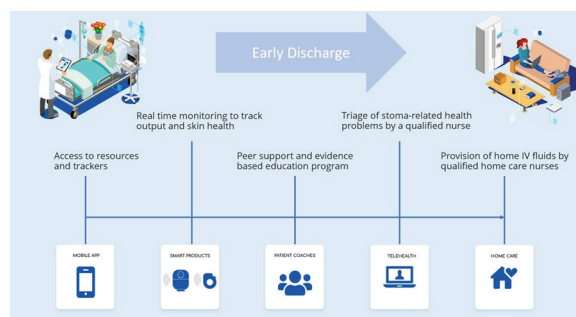 Early Discharge
Real time monitoring to track
output and skin health
Triage of stoma-related health
problems by a qualified nurse
Access to resources
and trackers
Peer support and evidence
based education program
Provision of home IV fluids by
qualified home care nurses
MOBILE APP
SMART PRODUCTS
PATIENT COACHES
TELEHEALTH
HOME CARE